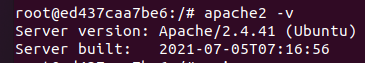 root@ed437caa7be6:/# apache2 -v
Server version: Apache/2.4.41 (Ubuntu)
Server built:   2021-07-05T07:16:56